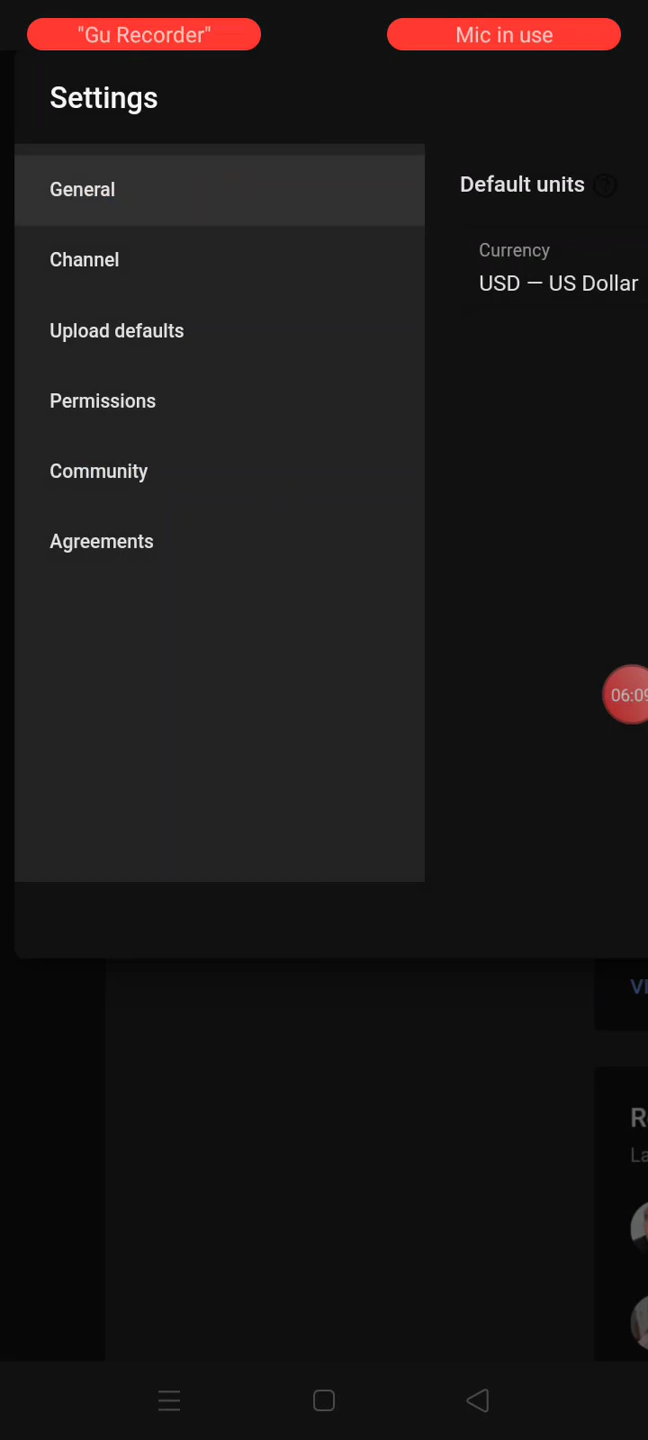 "Gu Recorder"
Mic in use
Settings
General
Channel
Upload defaults
Permissions
Community
Agreements
Default units
Currency
USD — US Dollar